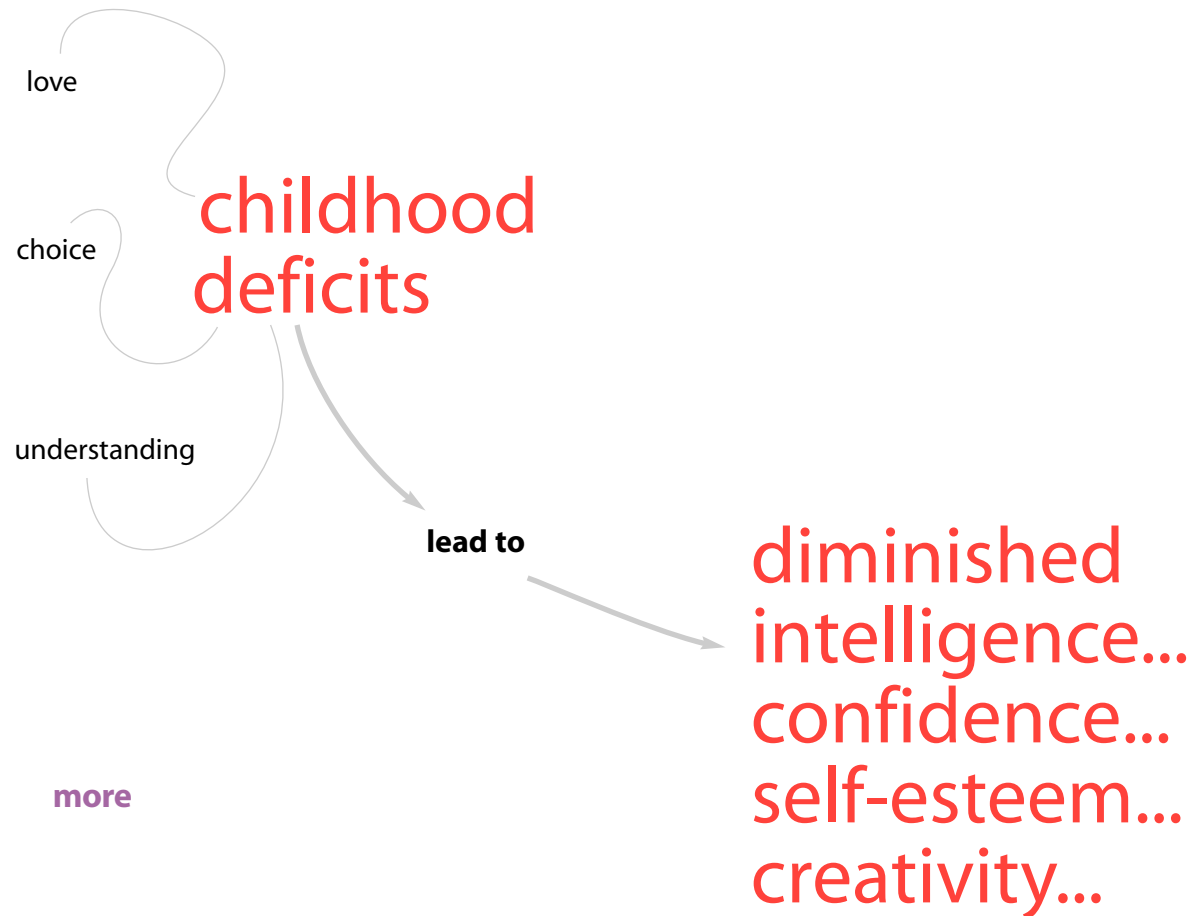 love
childhood
deficits
choice
understanding
lead to
diminished
intelligence...
confidence...
self-esteem...
creativity...
more